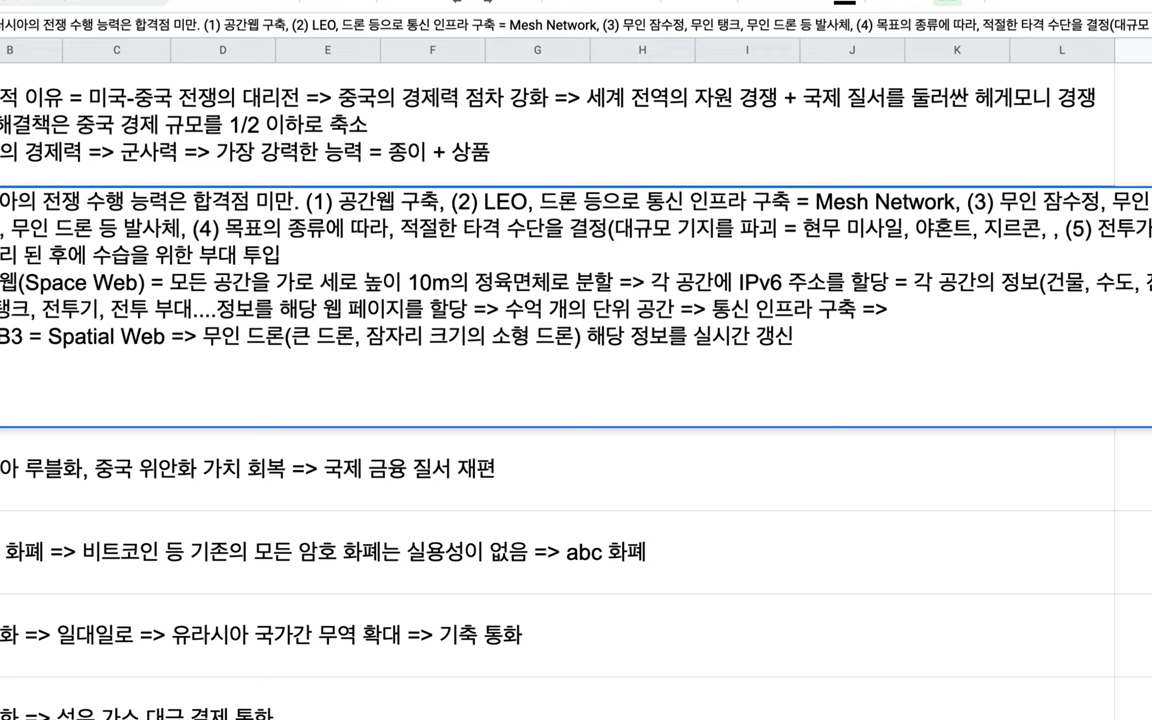 러시아의 전쟁 수행 능력은 합격점 미만. (1) 공간웹 구축, (2) LEO, 드론 등으로 통신 인프라 구축 = Mesh Network, (3) 무인 잠수정, 무인 탱크, 무인 드론 등 발사체, (4) 목표의 종류에 따라, 적절한 타격 수단을 결정(대규모
B C D E F G H I J K L
적 이유 = 미국-중국 전쟁의 대리전 => 중국의 경제력 점차 강화 => 세계 전역의 자원 경쟁 + 국제 질서를 둘러싼 헤게모니 경쟁
해결책은 중국 경제 규모를 1/2 이하로 축소
의 경제력 => 군사력 => 가장 강력한 능력 = 종이 + 상품
아의 전쟁 수행 능력은 합격점 미만. (1) 공간웹 구축, (2) LEO, 드론 등으로 통신 인프라 구축 = Mesh Network, (3) 무인 잠수정, 무인
, 무인 드론 등 발사체, (4) 목표의 종류에 따라, 적절한 타격 수단을 결정(대규모 기지를 파괴 = 현무 미사일, 야혼트, 지르콘, , (5) 전투가
리 된 후에 수습을 위한 부대 투입
웹(Space Web) = 모든 공간을 가로 세로 높이 10m의 정육면체로 분할 => 각 공간에 IPv6 주소를 할당 = 각 공간의 정보(건물, 수도,
탱크, 전투기, 전투 부대....정보를 해당 웹 페이지를 할당 => 수억 개의 단위 공간 => 통신 인프라 구축 =>
B3 = Spatial Web => 무인 드론(큰 드론, 잠자리 크기의 소형 드론) 해당 정보를 실시간 갱신
아 루블화, 중국 위안화 가치 회복 => 국제 금융 질서 재편
화폐 => 비트코인 등 기존의 모든 암호 화폐는 실용성이 없음 => abc 화폐
화 => 일대일로 => 유라시아 국가간 무역 확대 => 기축 통화
화 => 석유 가스 대금 결제 통화